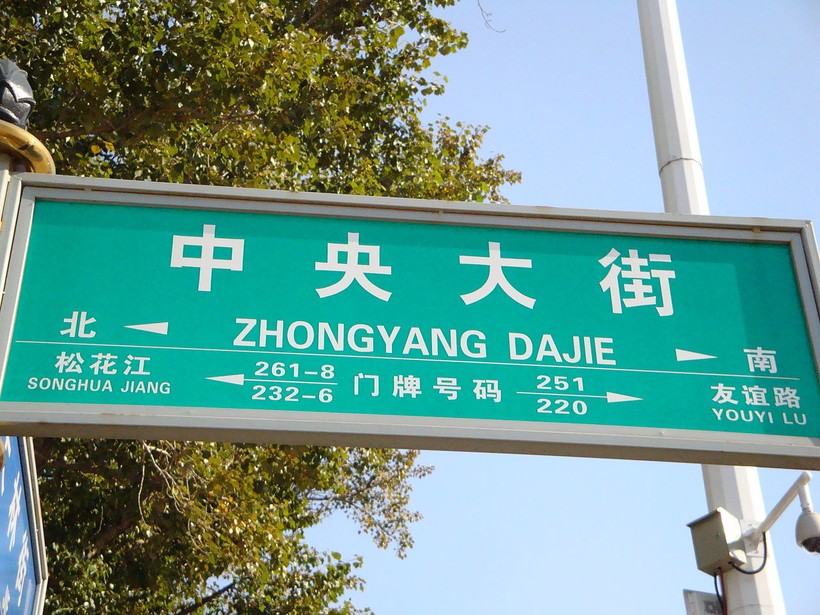 中央大街
北 ZHONGYANG DAJIE 南
松花江 261-8 门牌号码 251 友谊路
SONGHUA JIANG 232-6 220 YOUYI LU